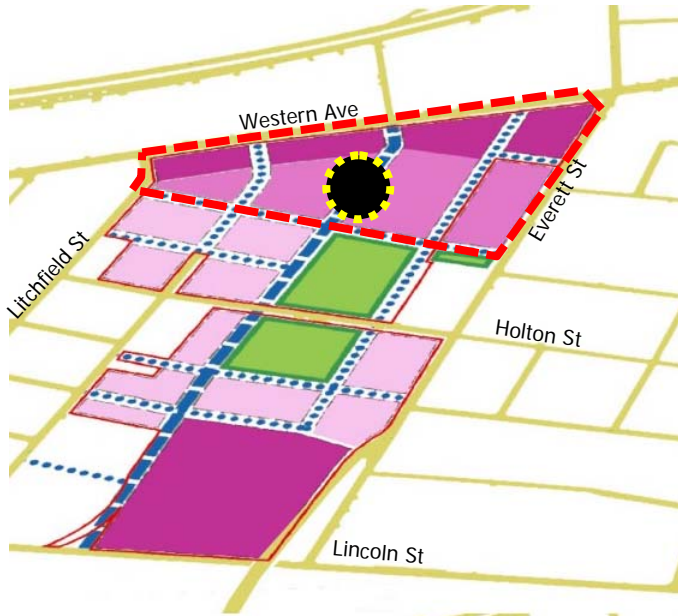 Western Ave
Everett St
Litchfield St
Holton St
Lincoln St